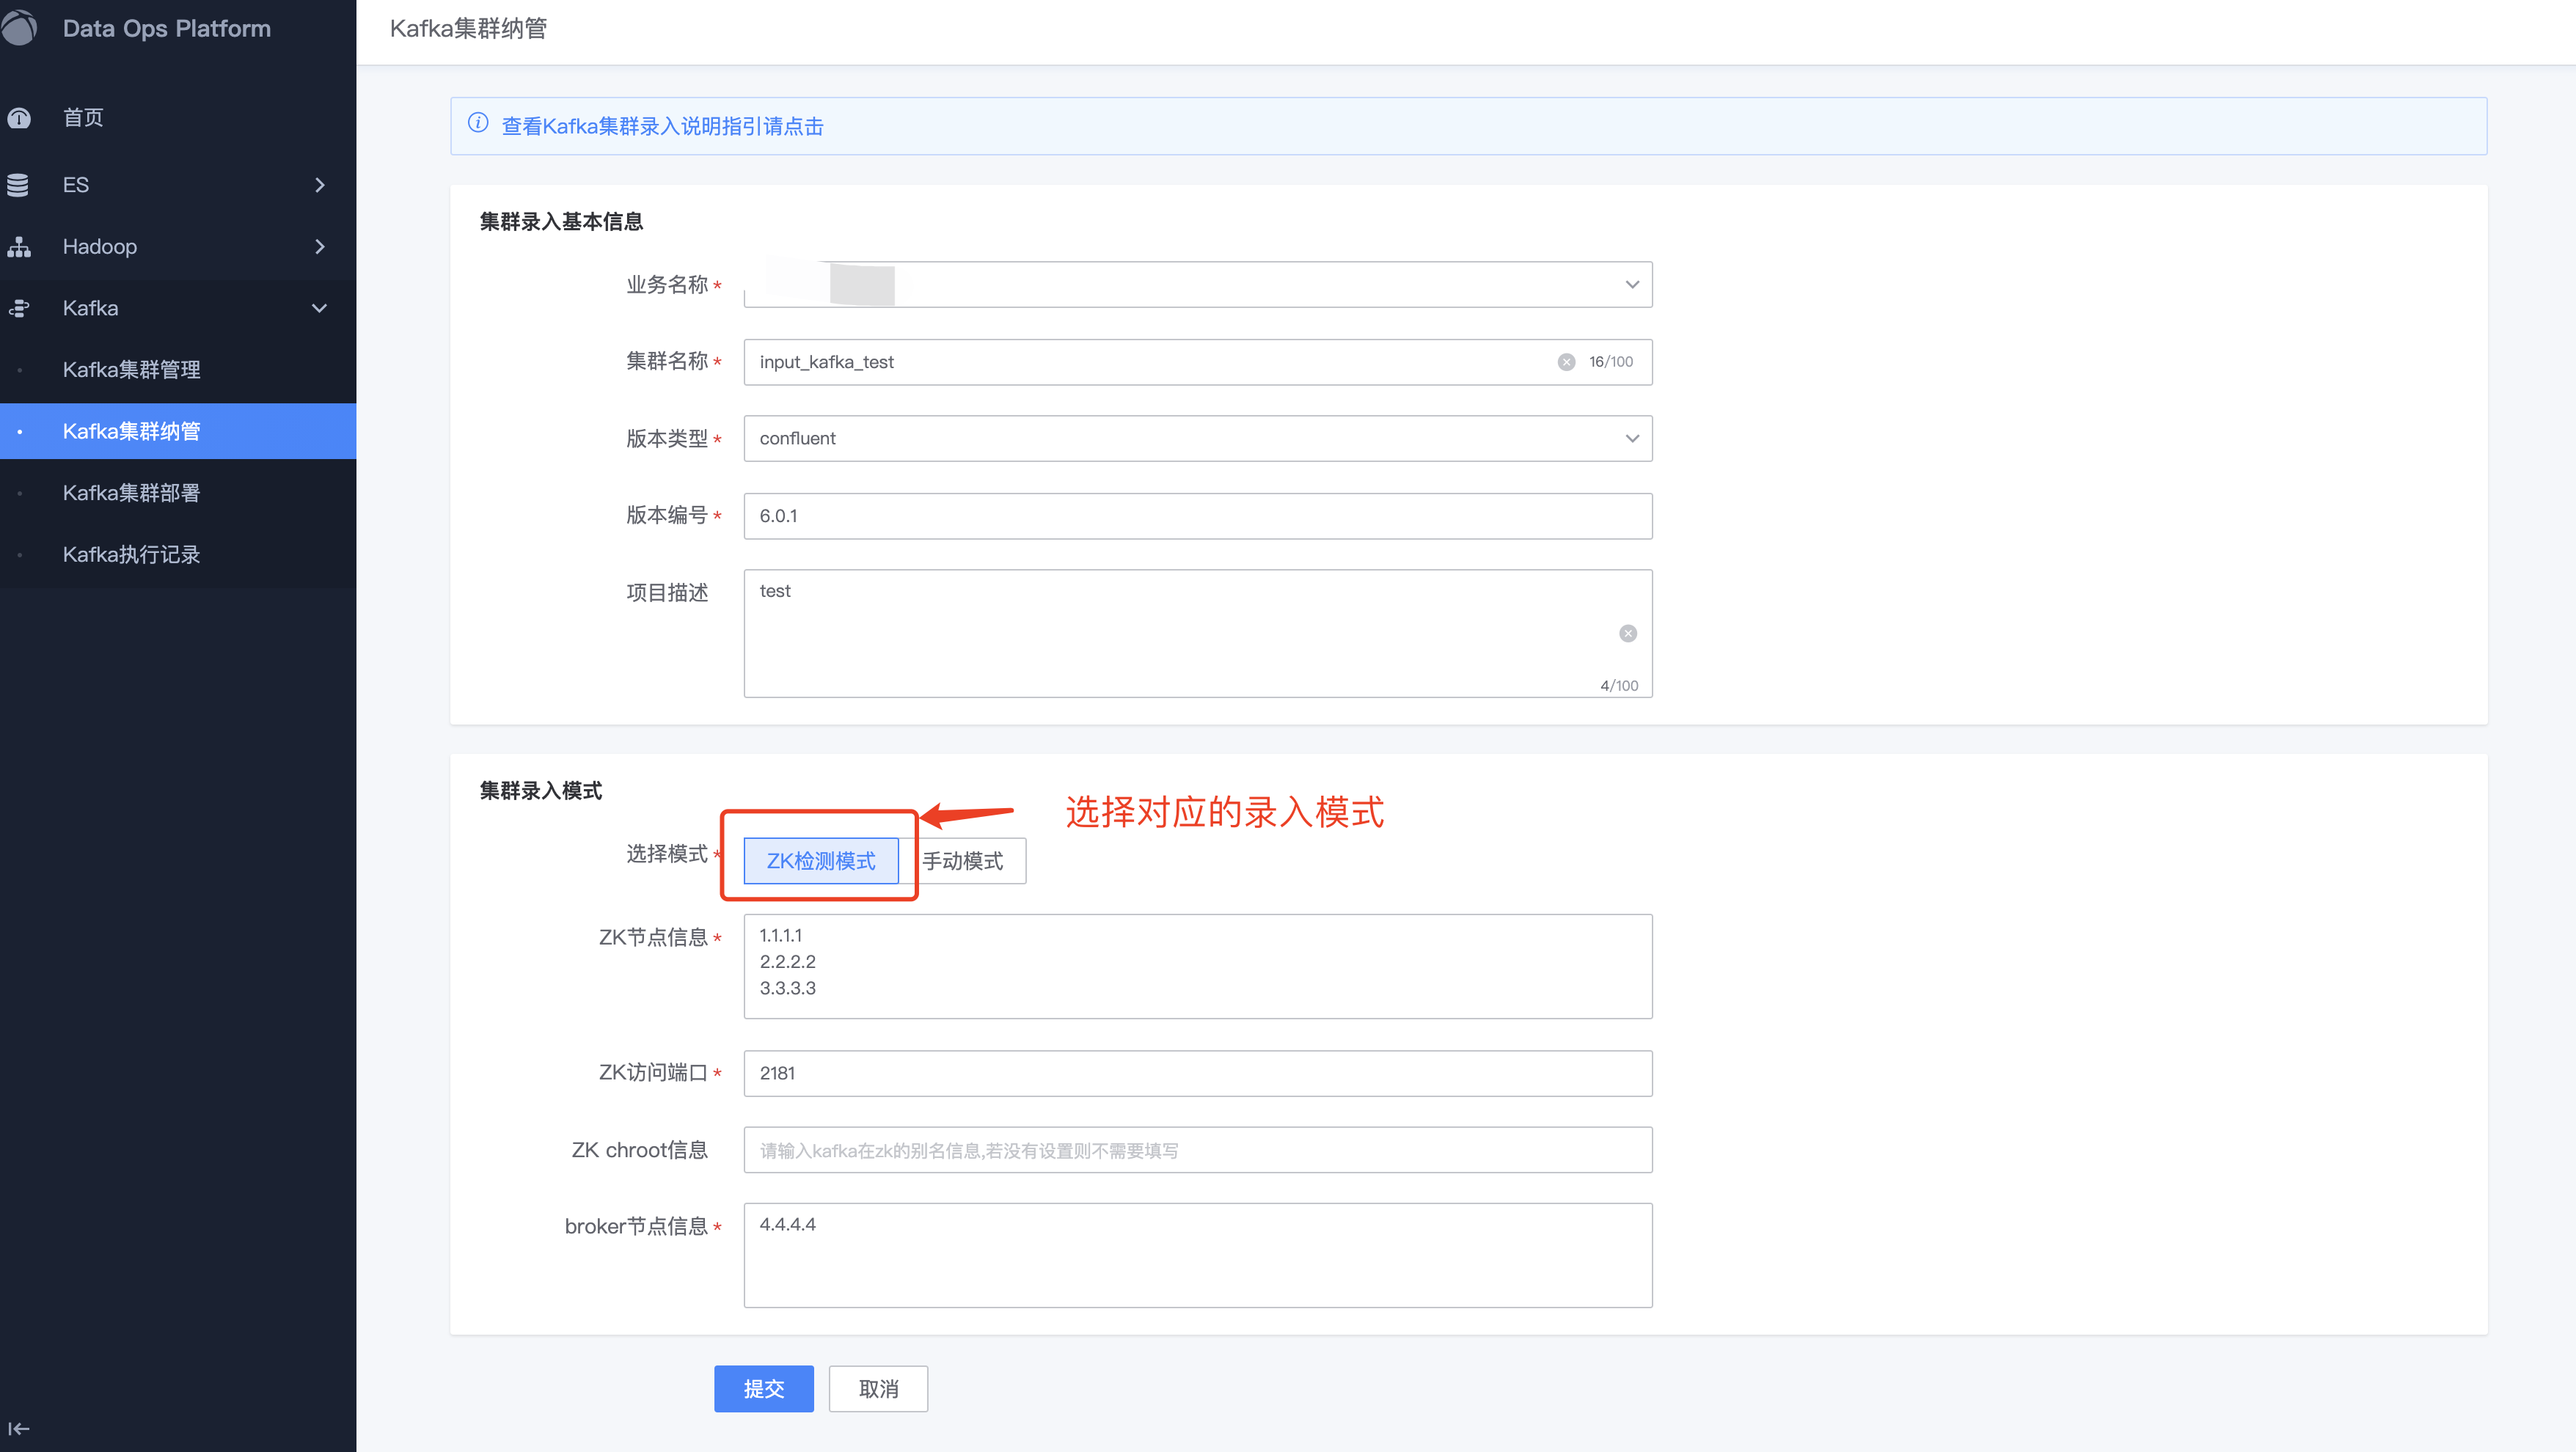 Data Ops Platform
首页
ES
Hadoop
Kafka
Kafka集群管理
Kafka集群纳管
Kafka集群部署
Kafka执行记录
Kafka集群纳管
查看Kafka集群录入说明指引请点击
集群录入基本信息
业务名称*
集群名称* input_kafka_test 16/100
版本类型* confluent
版本编号* 6.0.1
项目描述 test
4/100
集群录入模式
选择对应的录入模式
选择模式* ZK检测模式 手动模式
ZK节点信息* 1.1.1.1
2.2.2.2
3.3.3.3
ZK访问端口* 2181
ZK chroot信息 请输入kafka在zk的别名信息,若没有设置则不需要填写
broker节点信息* 4.4.4.4
提交 取消